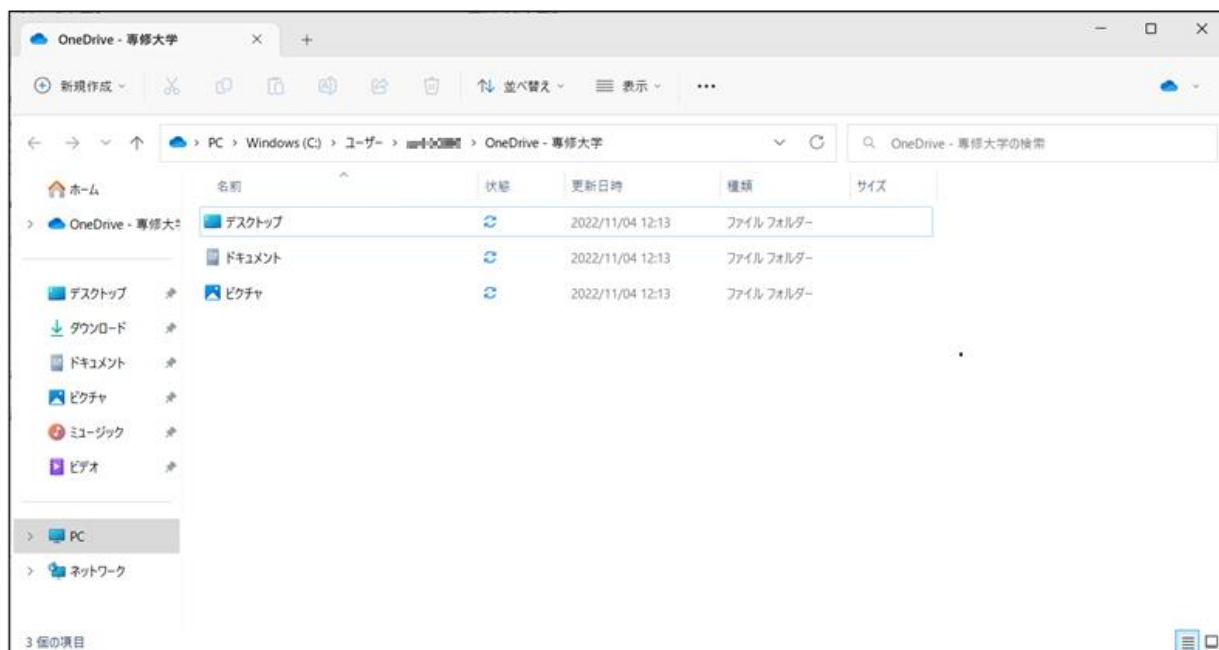 OneDrive - 専修大学
新規作成 並べ替え 表示
PC > Windows (C:) > ユーザー > > OneDrive - 専修大学
OneDrive - 専修大学の検索
名前 状態 更新日時 種類 サイズ
ホーム
OneDrive - 専修大学
デスクトップ 2022/11/04 12:13 ファイル フォルダー
ドキュメント 2022/11/04 12:13 ファイル フォルダー
ピクチャ 2022/11/04 12:13 ファイル フォルダー
デスクトップ
ダウンロード
ドキュメント
ピクチャ
ミュージック
ビデオ
PC
ネットワーク
3 個の項目